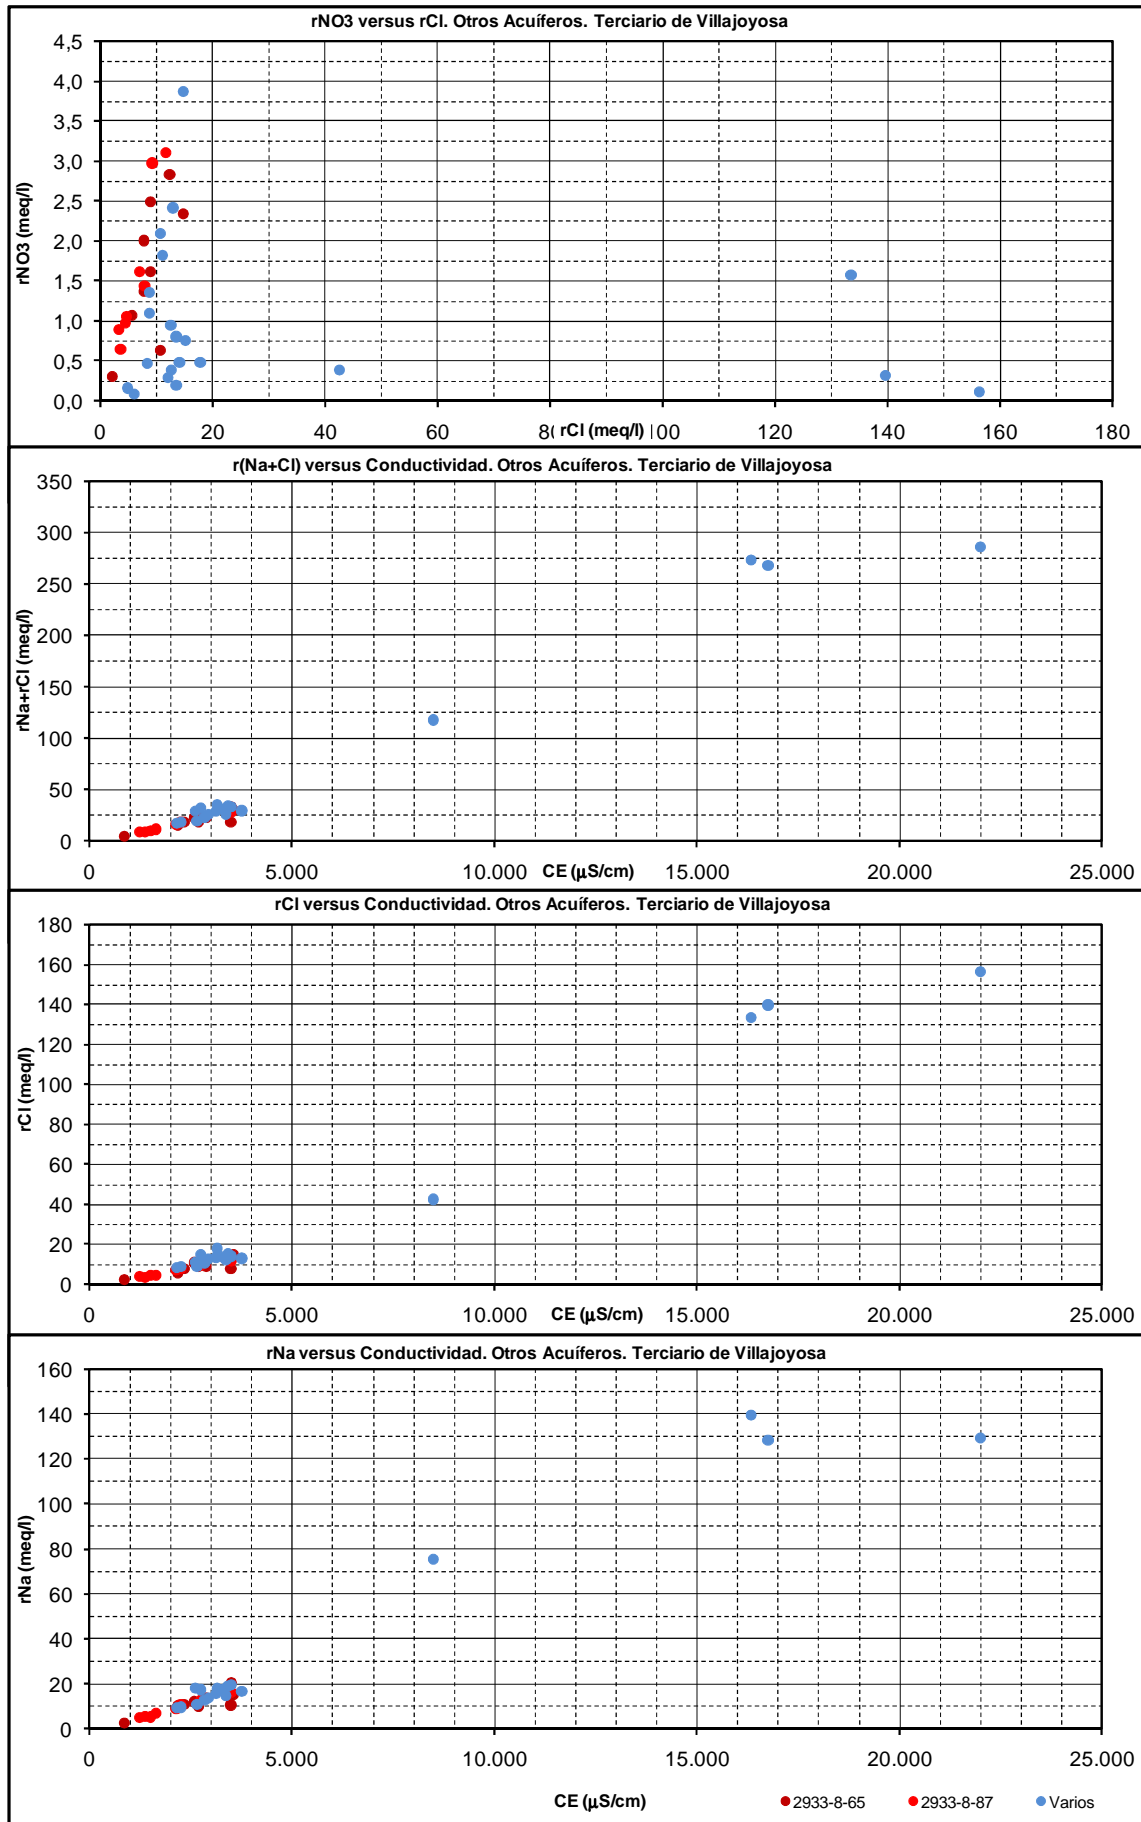 rNO3 versus rCl. Otros Acuíferos. Terciario de Villajoyosa
4,5
4,0
3,5
3,0
2,5
2,0
1,5
1,0
0,5
0,0
rNO3 (meq/l)
0 20 40 60 80 100 120 140 160 180
rCl (meq/l)
r(Na+Cl) versus Conductividad. Otros Acuíferos. Terciario de Villajoyosa
350
300
250
200
150
100
50
0
rNa+rCl (meq/l)
0 5.000 10.000 15.000 20.000 25.000
CE (µS/cm)
rCl versus Conductividad. Otros Acuíferos. Terciario de Villajoyosa
180
160
140
120
100
80
60
40
20
0
rCl (meq/l)
0 5.000 10.000 15.000 20.000 25.000
CE (µS/cm)
rNa versus Conductividad. Otros Acuíferos. Terciario de Villajoyosa
160
140
120
100
80
60
40
20
0
rNa (meq/l)
0 5.000 10.000 15.000 20.000 25.000
CE (µS/cm)
2933-8-65 2933-8-87 Varios